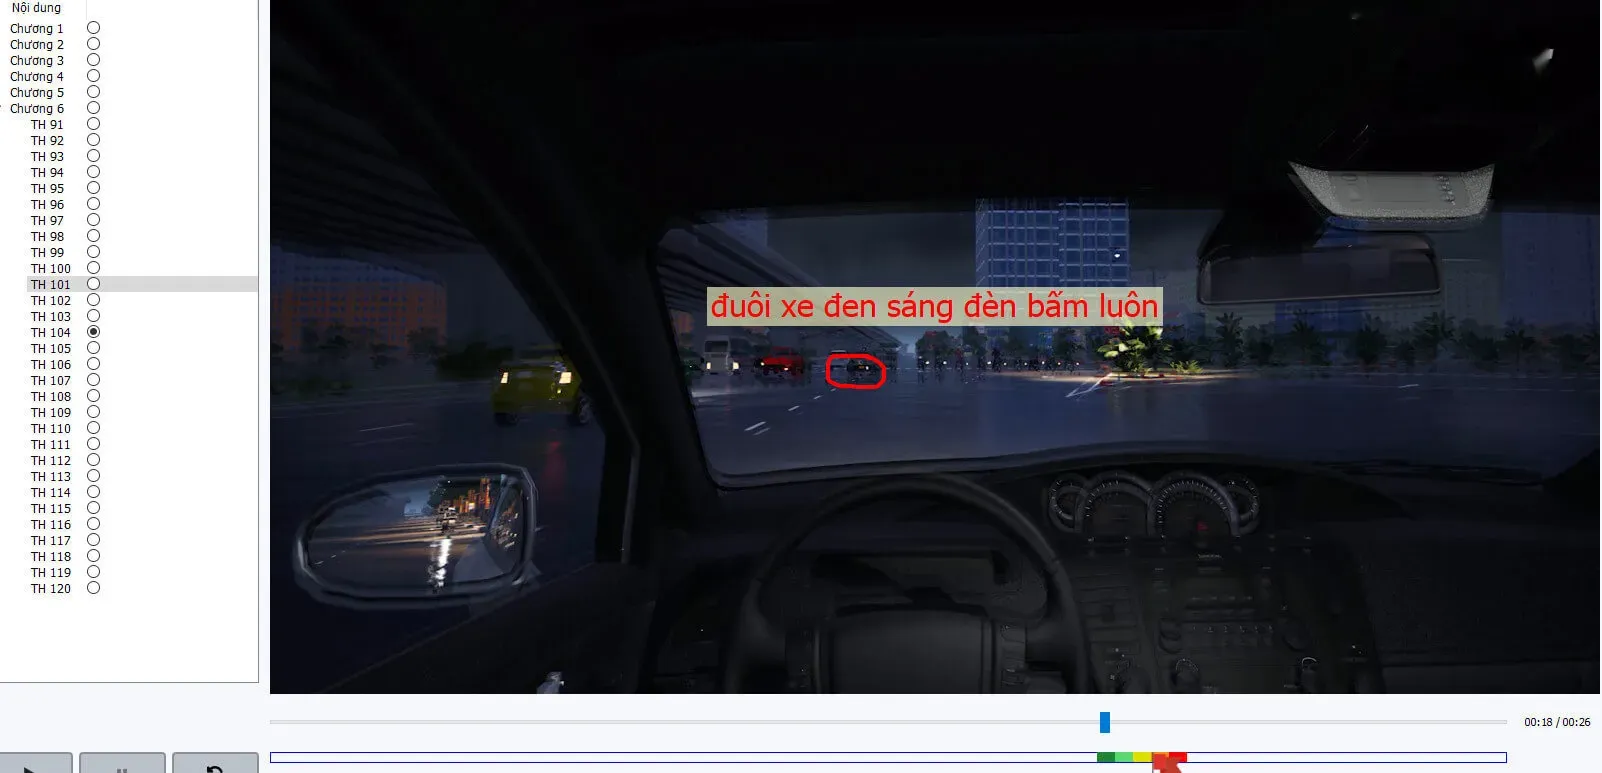 Nội dung
Chương 1
Chương 2
Chương 3
Chương 4
Chương 5
Chương 6
TH 91
TH 92
TH 93
TH 94
TH 95
TH 96
TH 97
TH 98
TH 99
TH 100
TH 101
TH 102
TH 103
TH 104
TH 105
TH 106
TH 107
TH 108
TH 109
TH 110
TH 111
TH 112
TH 113
TH 114
TH 115
TH 116
TH 117
TH 118
TH 119
TH 120
đuôi xe đen sáng đèn bấm luôn
00:18 / 00:26